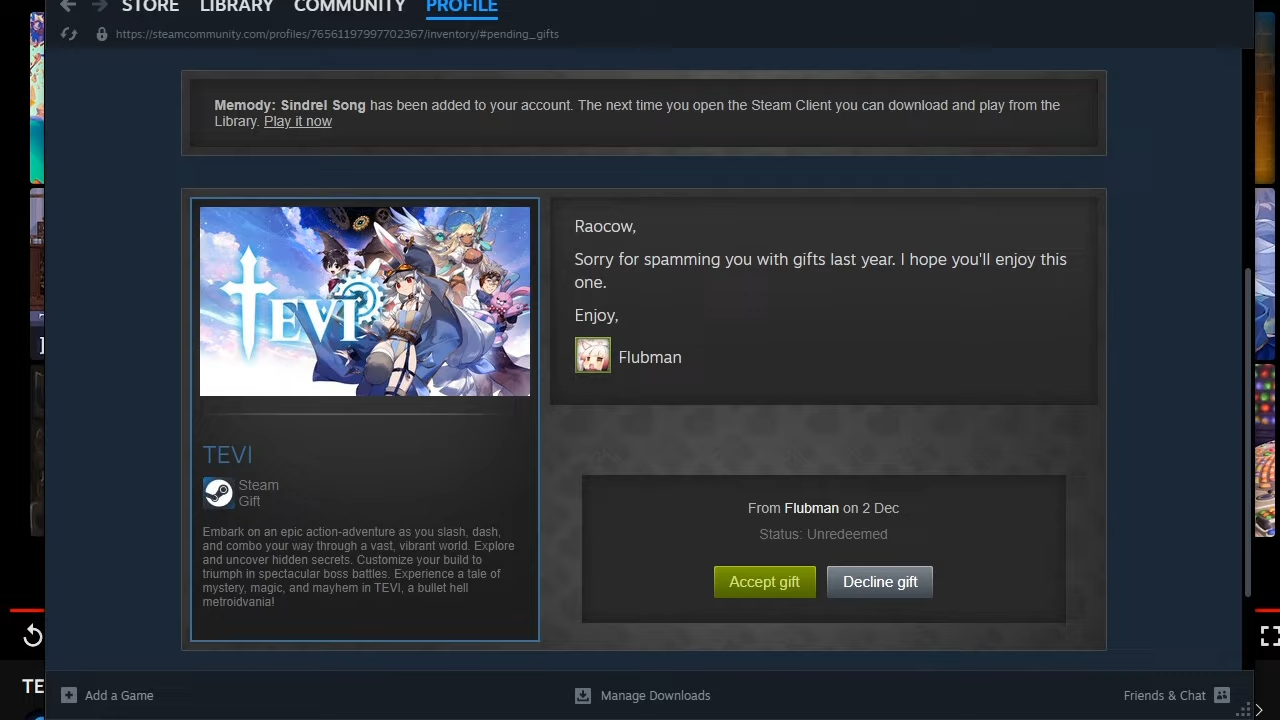 STORE LIBRARY COMMUNITY PROFILE
https://steamcommunity.com/profiles/76561197997702367/inventory/#pending_gifts
Memody: Sindrel Song has been added to your account. The next time you open the Steam Client you can download and play from the
Library. Play it now
TEVI
Raocow,
Sorry for spamming you with gifts last year. I hope you'll enjoy this
one.
Enjoy,
Flubman
TEVI
Steam
Gift
Embark on an epic action-adventure as you slash, dash,
and combo your way through a vast, vibrant world. Explore
and uncover hidden secrets. Customize your build to
triumph in spectacular boss battles. Experience a tale of
mystery, magic, and mayhem in TEVI, a bullet hell
metroidvania!
From Flubman on 2 Dec
Status: Unredeemed
Accept gift Decline gift
TE
Add a Game Manage Downloads Friends & Chat